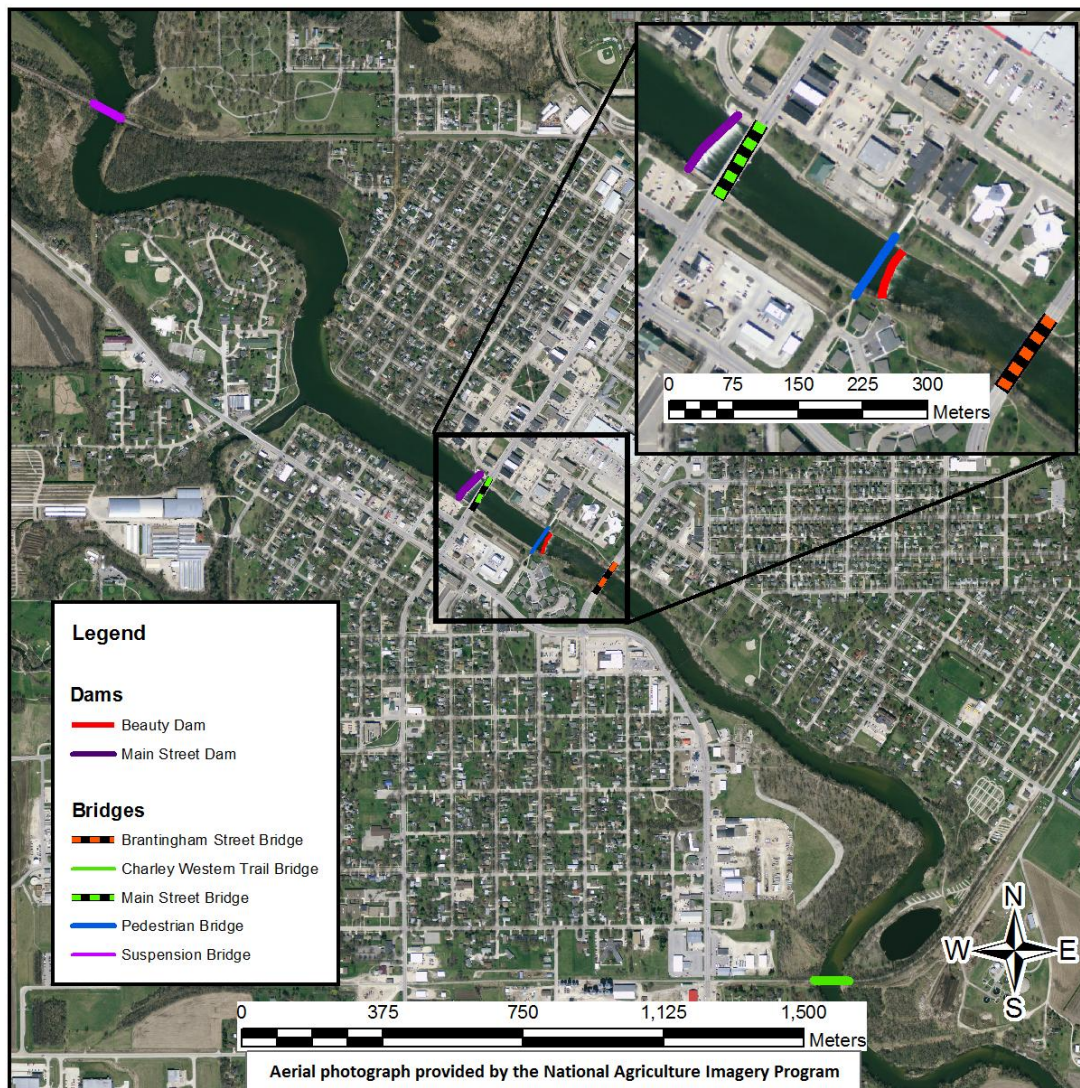 0 75 150 225 300
Meters
Legend
Dams
Beauty Dam
Main Street Dam
Bridges
Brantingham Street Bridge
Charley Western Trail Bridge
Main Street Bridge
Pedestrian Bridge
Suspension Bridge
N
W E
S
0 375 750 1,125 1,500
Meters
Aerial photograph provided by the National Agriculture Imagery Program